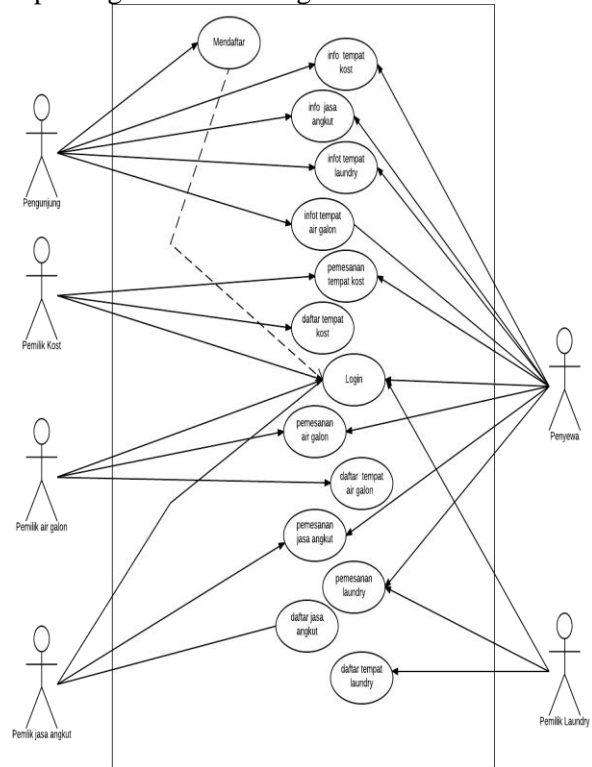 Mendaftar
info tempat
kost
info jasa
angkut
infot tempat
laundry
infot tempat
air galon
pemesanan
tempat kost
daftar tempat
kost
Login
pemesanan
air galon
daftar tempat
air galon
pemesanan
jasa angkut
pemesanan
laundry
daftar jasa
angkut
daftar tempat
laundry
Pengunjung
Pemilik Kost
Pemilik air galon
Pemilik jasa angkut
Penyewa
Pemilik Laundry